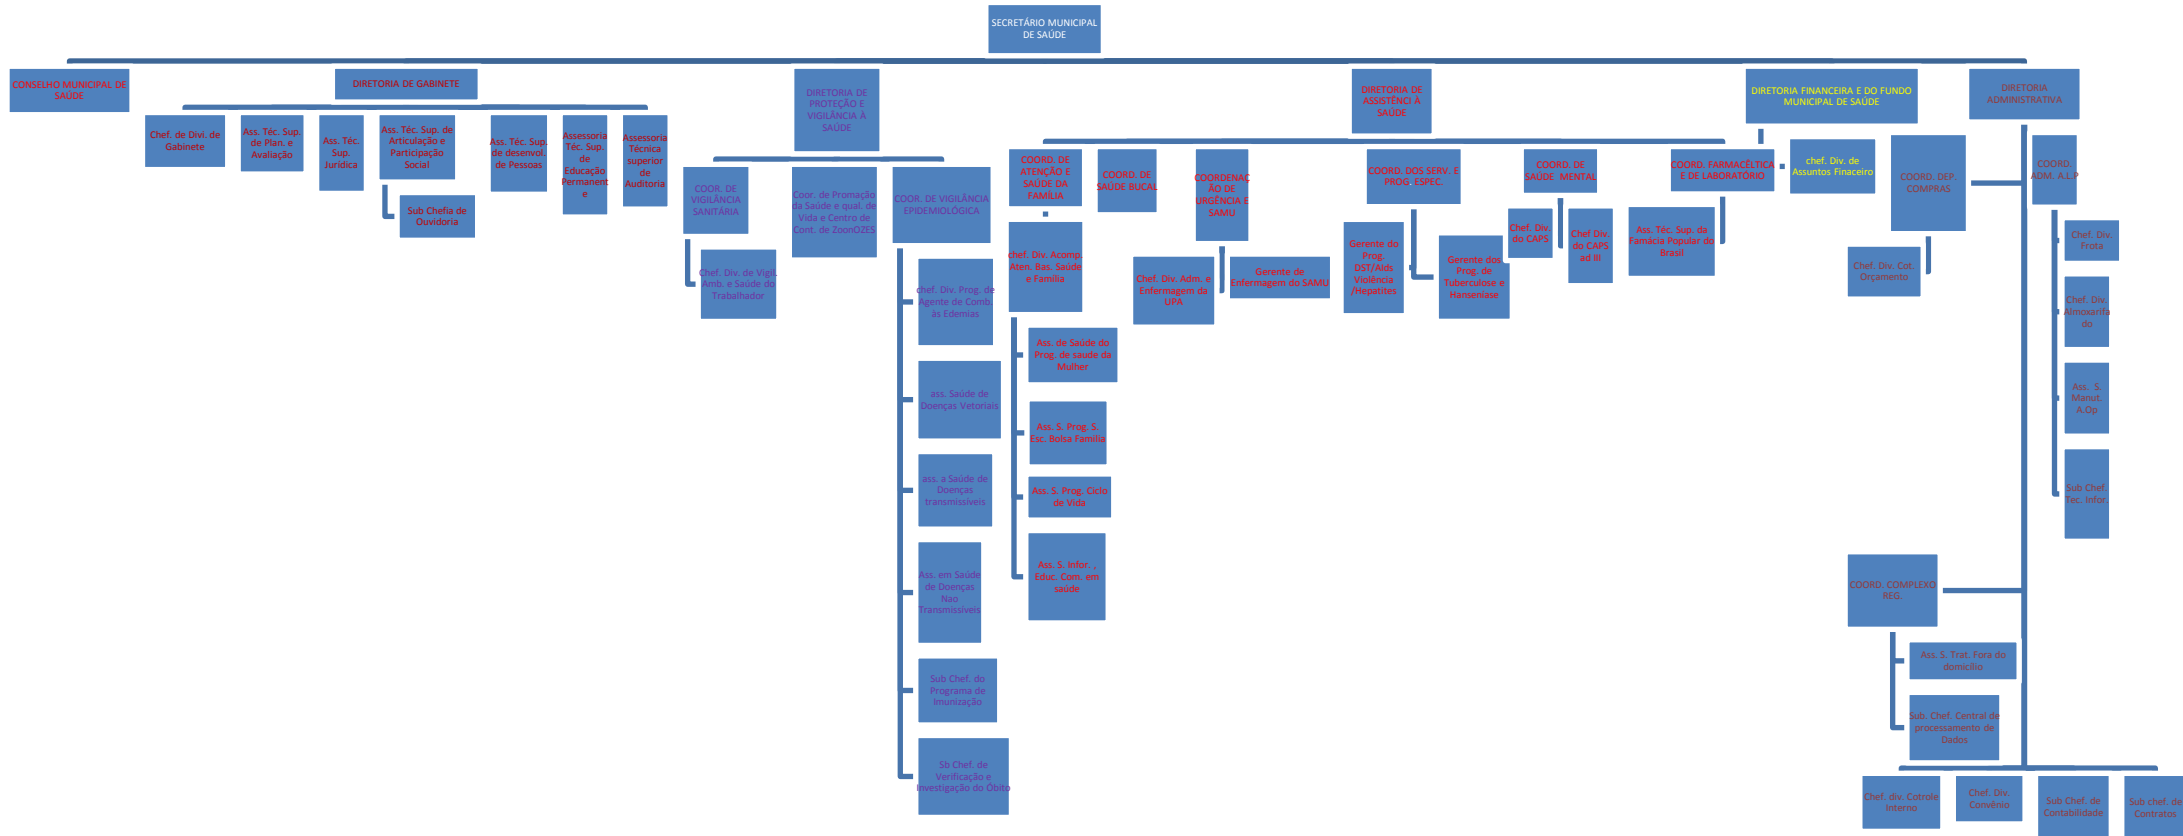 SECRETÁRIO MUNICIPAL
DE SAÚDE
CONSELHO MUNICIPAL DE
SAÚDE
DIRETORIA DE GABINETE
Chef. de Divi. de
Gabinete
Ass. Téc. Sup.
de Plan. e
Avaliação
Ass. Téc.
Sup.
Jurídica
Ass. Téc. Sup. de
Articulação e
Participação
Social
Sub Chefia de
Ouvidoria
Ass. Téc. Sup.
de desenvol.
de Pessoas
Assessoria
Téc. Sup.
de
Educação
Permanent
e
Assessoria
Técnica
superior
de
Auditoria
DIRETORIA DE
PROTEÇÃO E
VIGILÂNCIA À
SAÚDE
COOR. DE
VIGILÂNCIA
SANITÁRIA
Chef. Div. de Vigil.
Amb. e Saúde do
Trabalhador
Coor. de Promação
da Saúde e qual. de
Vida e Centro de
Cont. de ZoonOZES
COOR. DE VIGILÂNCIA
EPIDEMIOLÓGICA
chef. Div. Prog. de
Agente de Comb.
às Edemias
ass. Saúde de
Doenças Vetoriais
ass. a Saúde de
Doenças
transmissíveis
Ass. em Saúde
de Doenças
Nao
Transmissiveis
Sub Chef. do
Programa de
Imunização
Sb Chef. de
Verificação e
Investigação do Óbito
DIRETORIA DE
ASSISTÊNCI À
SAÚDE
COORD. DE
ATENÇÃO E
SAÚDE DA
FAMÍLIA
chef. Div. Acomp.
Aten. Bas. Saúde
e Família
Ass. de Saúde do
Prog. de saude da
Mulher
Ass. S. Prog. S.
Esc. Bolsa Família
Ass. S. Prog. Ciclo
de Vida
Ass. S. Infor. ,
Educ. Com. em
saúde
COORD. DE
SAÚDE BUCAL
COORDENAÇ
ÃO DE
URGÊNCIA E
SAMU
Chef. Div. Adm. e
Enfermagem da
UPA
Gerente de
Enfermagem do SAMU
COORD. DOS SERV. E
PROG. ESPEC.
Gerente do
Prog.
DST/AIds
Violência
/Hepatites
Gerente dos
Prog. de
Tuberculose e
Hanseniase
COORD. DE
SAÚDE  MENTAL
Chef. Div.
do CAPS
Chef Div.
do CAPS
ad III
COORD. FARMACÊLTICA
E DE LABORATÓRIO
Ass. Téc. Sup. da
Famácia Popular do
Brasil
DIRETORIA FINANCEIRA E DO FUNDO
MUNICIPAL DE SAÚDE
chef. Div. de
Assuntos Finaceiro
DIRETORIA
ADMINISTRATIVA
COORD. DEP.
COMPRAS
Chef. Div. Cot.
Orçamento
COORD.
ADM. A.L.P
Chef. Div.
Frota
Chef. Div.
Almoxarifa
do
Ass.  S.
Manut.
A.Op
Sub Chef.
Tec. Infor.
COORD. COMPLEXO
REG.
Ass. S. Trat. Fora do
domicílio
Sub. Chef. Central de
processamento de
Dados
Chef. div. Cotrole
Interno
Chef. Div.
Convênio
Sub Chef. de
Contabilidade
Sub chef. de
Contratos